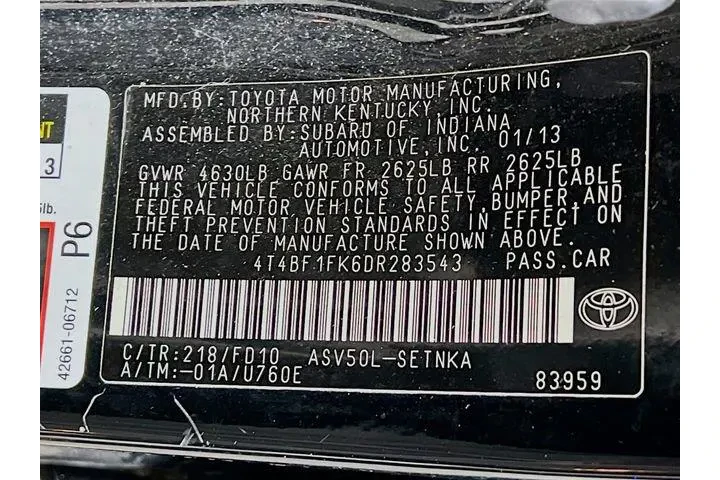 MFD.BY:TOYOTA MOTOR MANUFACTURING,
NORTHERN KENTUCKY,INC.
ASSEMBLED BY:SUBARU OF INDIANA
AUTOMOTIVE,INC. 01/13
GVWR 4630LB GAWR FR 2625LB RR 2625LB
THIS VEHICLE CONFORMS TO ALL APPLICABLE
FEDERAL MOTOR VEHICLE SAFETY,BUMPER,AND
THEFT PREVENTION STANDARDS IN EFFECT ON
THE DATE OF MANUFACTURE SHOWN ABOVE.
4T4BF1FK6DR283543 PASS.CAR
C/TR:218/FD10 ASV50L-SETNKA
A/TM:-01A/U760E 83959
3
lb.
P6
42661-06712